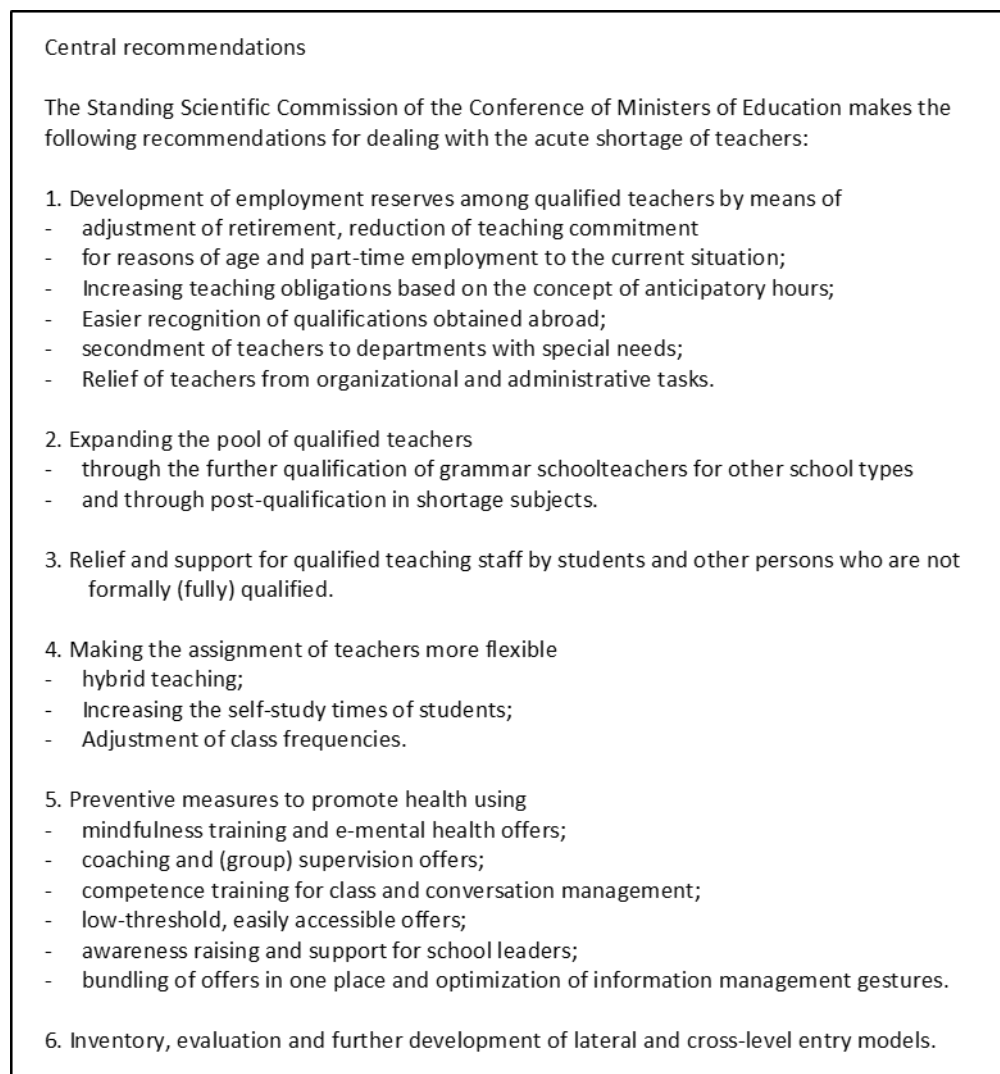 Central recommendations
The Standing Scientific Commission of the Conference of Ministers of Education makes the
following recommendations for dealing with the acute shortage of teachers:
1. Development of employment reserves among qualified teachers by means of
- adjustment of retirement, reduction of teaching commitment
- for reasons of age and part-time employment to the current situation;
- Increasing teaching obligations based on the concept of anticipatory hours;
- Easier recognition of qualifications obtained abroad;
- secondment of teachers to departments with special needs;
- Relief of teachers from organizational and administrative tasks.
2. Expanding the pool of qualified teachers
- through the further qualification of grammar schoolteachers for other school types
- and through post-qualification in shortage subjects.
3. Relief and support for qualified teaching staff by students and other persons who are not
formally (fully) qualified.
4. Making the assignment of teachers more flexible
- hybrid teaching;
- Increasing the self-study times of students;
- Adjustment of class frequencies.
5. Preventive measures to promote health using
- mindfulness training and e-mental health offers;
- coaching and (group) supervision offers;
- competence training for class and conversation management;
- low-threshold, easily accessible offers;
- awareness raising and support for school leaders;
- bundling of offers in one place and optimization of information management gestures.
6. Inventory, evaluation and further development of lateral and cross-level entry models.